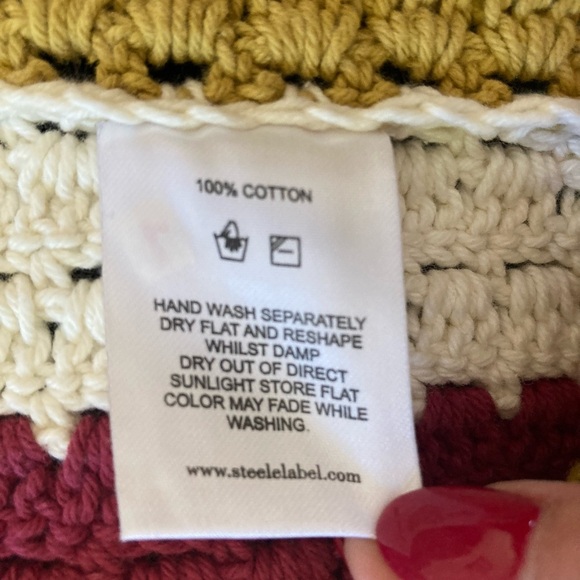 100% COTTON
HAND WASH SEPARATELY
DRY FLAT AND RESHAPE
WHILST DAMP
DRY OUT OF DIRECT
SUNLIGHT STORE FLAT
COLOR MAY FADE WHILE
WASHING.
www.steelelabel.com